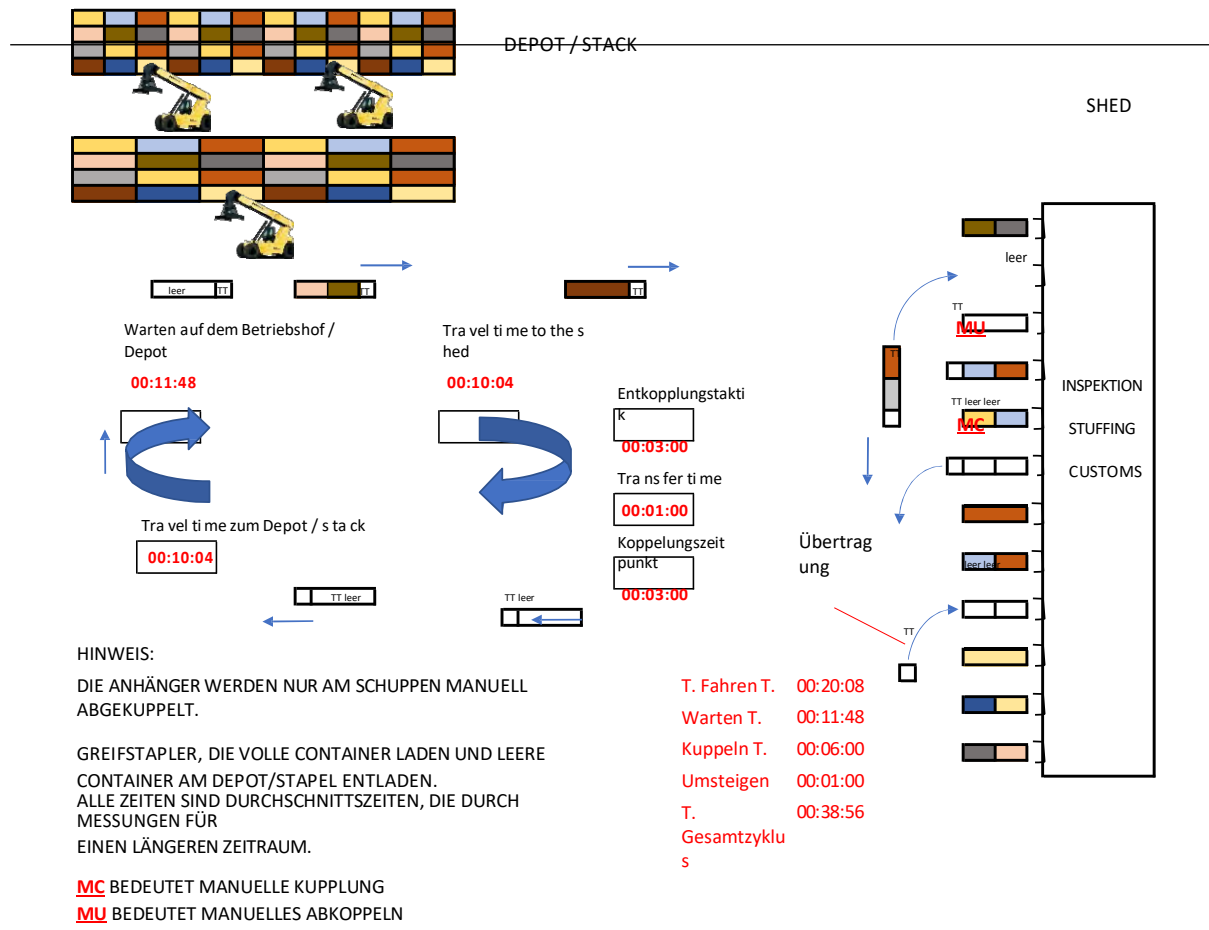 DEPOT / STACK
SHED
leer
TT
TT
TT
Warten auf dem Betriebshof /
Depot
00:11:48
Tra vel ti me to the s
hed
00:10:04
Entkopplungstakti
k
00:03:00
Tra ns fer ti me
00:01:00
Koppelungszeit
punkt
00:03:00
Tra vel ti me zum Depot / s ta ck
00:10:04
TT leer
TT leer
leer
TT
MU
TT
TT leer leer
MC
INSPEKTION
STUFFING
CUSTOMS
leer leer
Übertrag
ung
TT
HINWEIS:
DIE ANHÄNGER WERDEN NUR AM SCHUPPEN MANUELL
ABGEKUPPELT.
GREIFSTAPLER, DIE VOLLE CONTAINER LADEN UND LEERE
CONTAINER AM DEPOT/STAPEL ENTLADEN.
ALLE ZEITEN SIND DURCHSCHNITTSZEITEN, DIE DURCH
MESSUNGEN FÜR
EINEN LÄNGEREN ZEITRAUM.
MC BEDEUTET MANUELLE KUPPLUNG
MU BEDEUTET MANUELLES ABKOPPELN
T. Fahren T. 00:20:08
Warten T. 00:11:48
Kuppeln T. 00:06:00
Umsteigen 00:01:00
T. 00:38:56
Gesamtzyklu
s